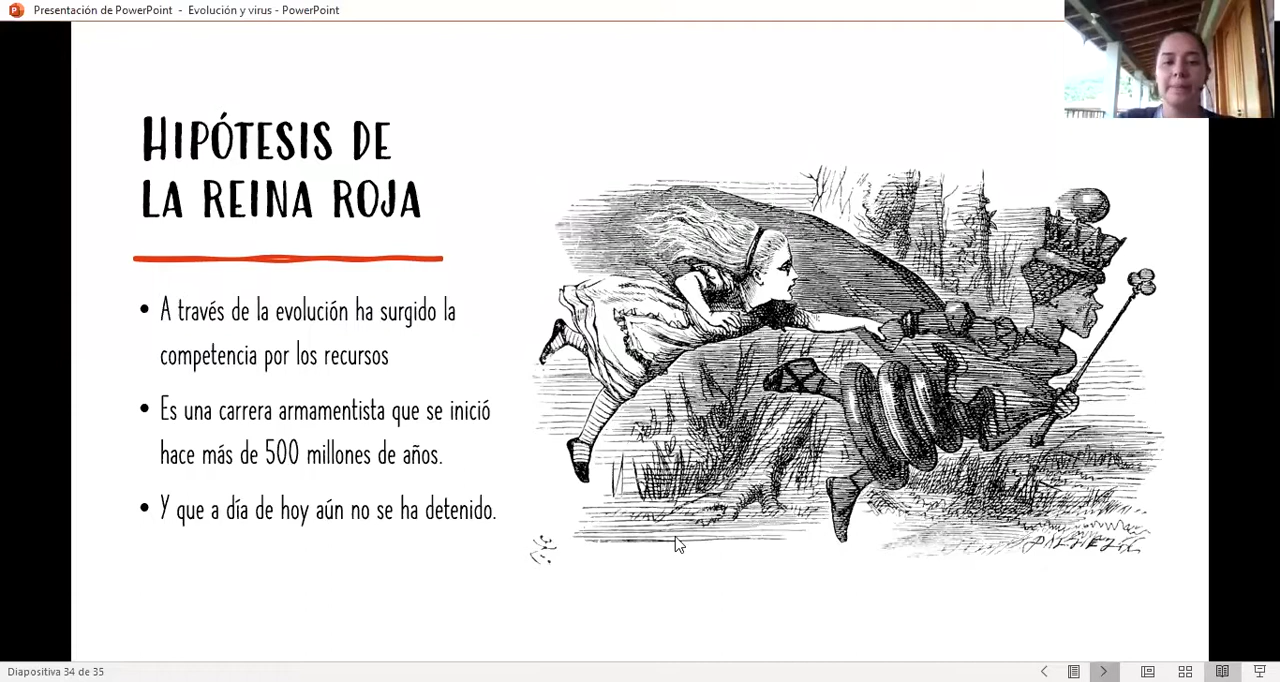 Presentación de PowerPoint - Evolución y virus - PowerPoint
HIPÓTESIS DE
LA REINA ROJA
• A través de la evolución ha surgido la
competencia por los recursos
• Es una carrera armamentista que se inició
hace más de 500 millones de años.
• Y que a día de hoy aún no se ha detenido.
Diapositiva 34 de 35